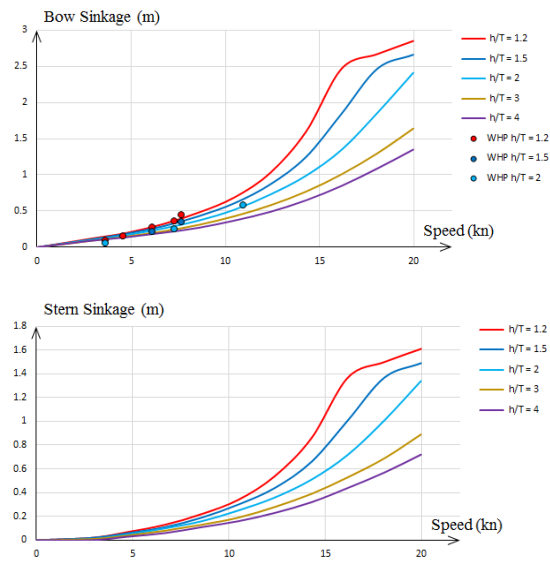 Bow Sinkage (m)
3
2.5
2
1.5
1
0.5
0
0
5
10
15
20
Speed (kn)
h/T = 1.2
h/T = 1.5
h/T = 2
h/T = 3
h/T = 4
WHP h/T = 1.2
WHP h/T = 1.5
WHP h/T = 2
Stern Sinkage (m)
1.8
1.6
1.4
1.2
1
0.8
0.6
0.4
0.2
0
0
5
10
15
20
Speed (kn)
h/T = 1.2
h/T = 1.5
h/T = 2
h/T = 3
h/T = 4